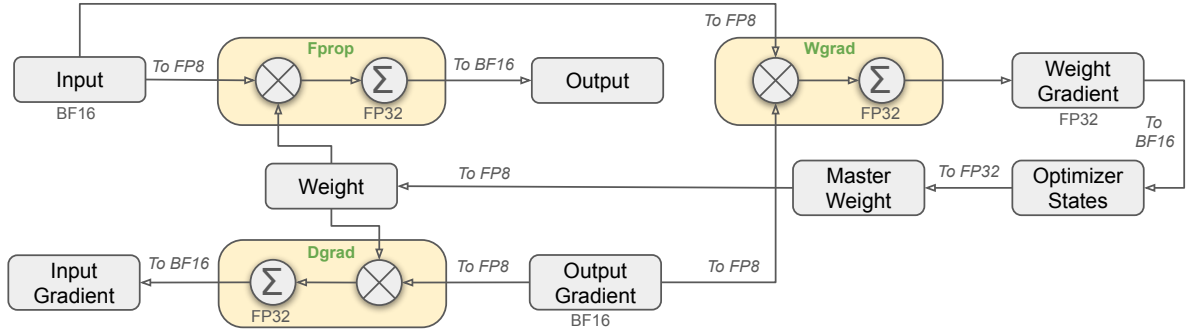 To FP8
Fprop
Wgrad
Input
To FP8
Σ
To BF16
Output
Σ
Weight
Gradient
BF16
FP32
FP32
FP32
To
BF16
Weight
To FP8
Master
Weight
To FP32
Optimizer
States
Dgrad
Input
Gradient
To BF16
Σ
To FP8
Output
Gradient
To FP8
FP32
BF16